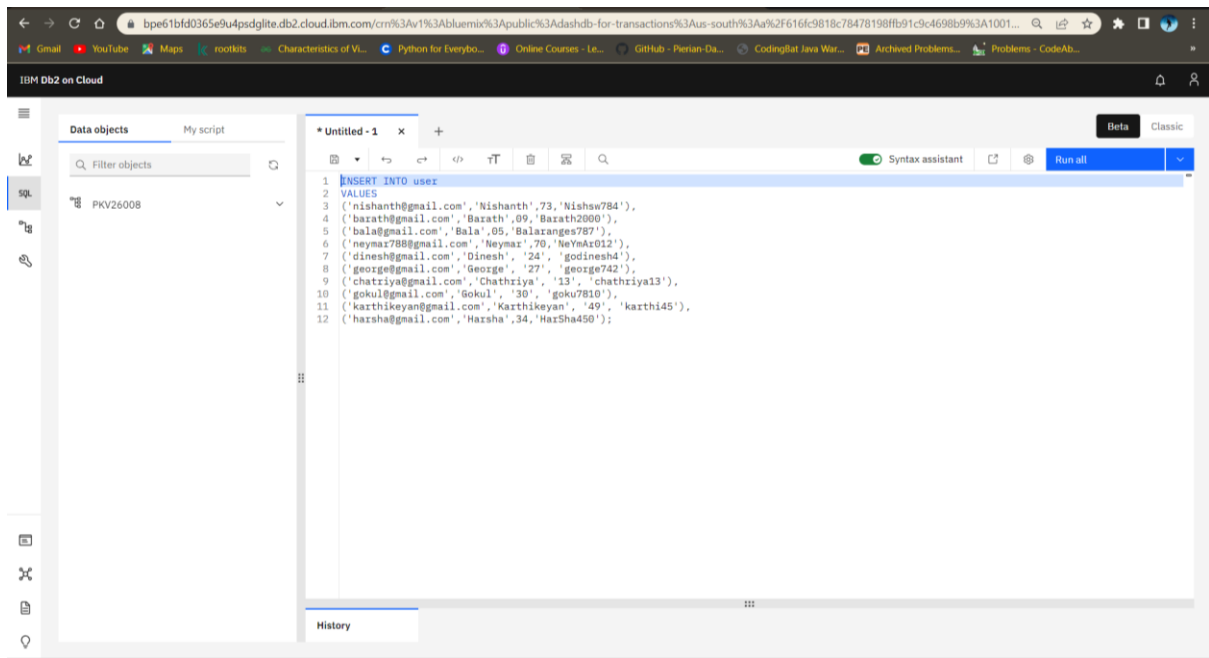 bpe61bfd0365e9u4psdglite.db2.cloud.ibm.com/crn%3Av1%3Abluemix%3Apublic%3Adashdb-for-transactions%3Aus-south%3Aa%2F616fc9818c78478198ffb91c9c4698b9%3A1001...
Gmail YouTube Maps rootkits Characteristics of Vi... Python for Everybo... Online Courses - Le... GitHub - Pierian-Da... CodingBat Java War... Archived Problems... Problems - CodeAb... »
IBM Db2 on Cloud
Data objects My script * Untitled - 1 × + Beta Classic
Filter objects Syntax assistant Run all
SQL
PKV26008
1 INSERT INTO user
2 VALUES
3 ('nishanth@gmail.com','Nishanth',73,'Nishsw784'),
4 ('barath@gmail.com','Barath',09,'Barath2000'),
5 ('bala@gmail.com','Bala',05,'Balaranges787'),
6 ('neymar788@gmail.com','Neymar',70,'NeYmAr012'),
7 ('dinesh@gmail.com','Dinesh', '24', 'godinesh4'),
8 ('george@gmail.com','George', '27', 'george742'),
9 ('chatriya@gmail.com','Chathriya', '13', 'chathriya13'),
10 ('gokul@gmail.com','Gokul', '30', 'goku7810'),
11 ('karthikeyan@gmail.com','Karthikeyan', '49', 'karthi45'),
12 ('harsha@gmail.com','Harsha',34,'HarSha450');
History